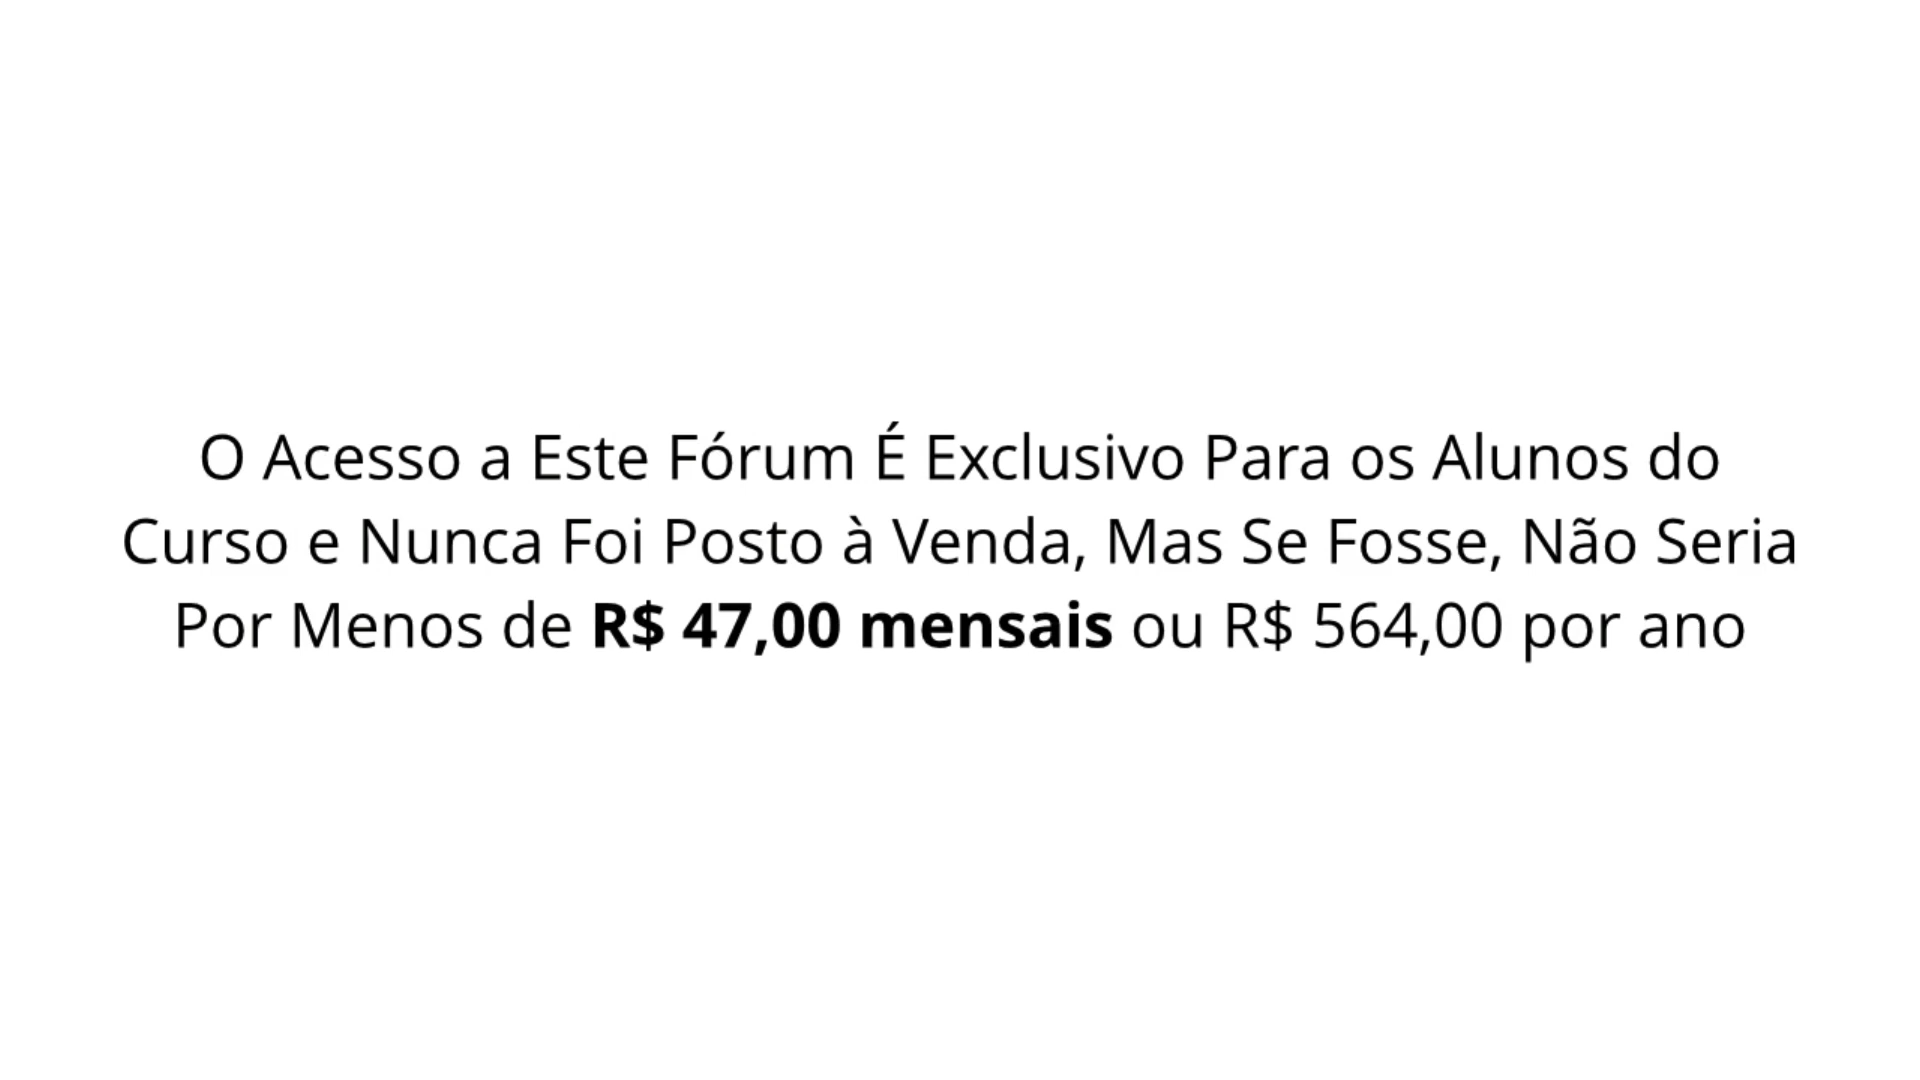 O Acesso a Este Fórum É Exclusivo Para os Alunos do
Curso e Nunca Foi Posto à Venda, Mas Se Fosse, Não Seria
Por Menos de R$ 47,00 mensais ou R$ 564,00 por ano